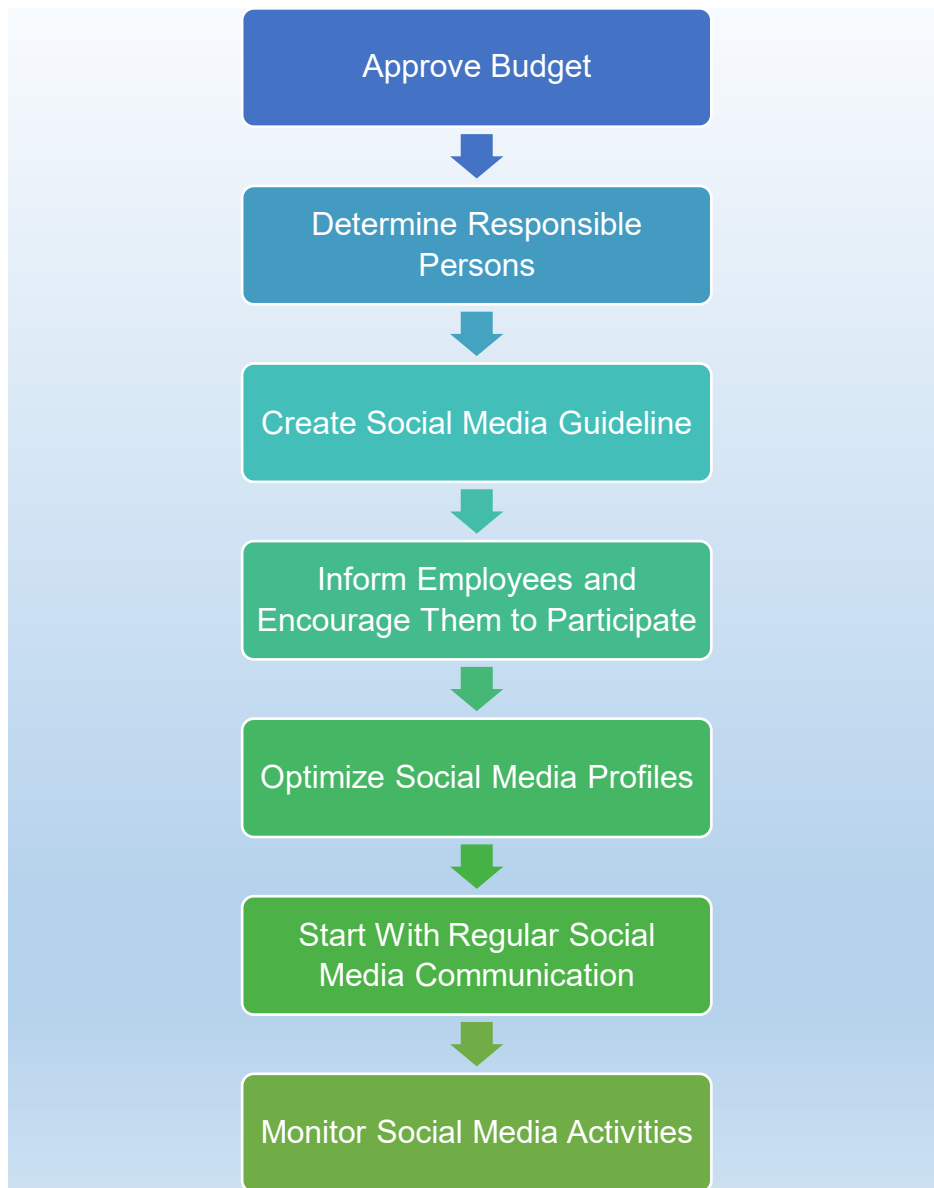 Approve Budget
Determine Responsible
Persons
Create Social Media Guideline
Inform Employees and
Encourage Them to Participate
Optimize Social Media Profiles
Start With Regular Social
Media Communication
Monitor Social Media Activities